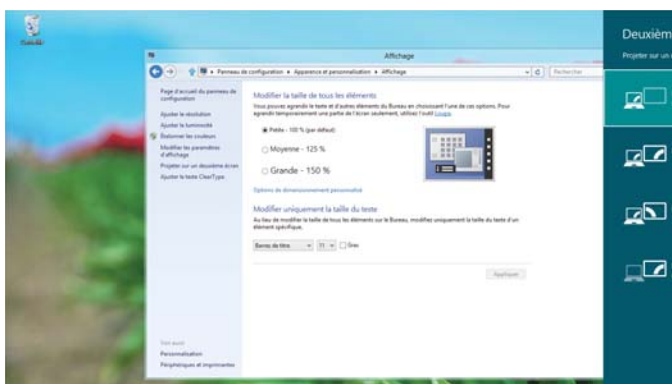 Affichage
Panneau de configuration ▸ Apparence et personnalisation ▸ Affichage
Rechercher
Page d'accueil du panneau de
configuration
Ajuster la résolution
Ajuster la luminosité
Étalonner les couleurs
Modifier les paramètres
d'affichage
Projeter sur un deuxième écran
Ajuster le texte ClearType
Voir aussi
Personnalisation
Périphériques et imprimantes
Modifier la taille de tous les éléments
Vous pouvez agrandir le texte et d'autres éléments du Bureau en choisissant l'une de ces options. Pour
agrandir temporairement une partie de l'écran seulement, utilisez l'outil Loupe.
Petite - 100 % (par défaut)
Moyenne - 125 %
Grande - 150 %
Options de dimensionnement personnalisé
Modifier uniquement la taille du texte
Au lieu de modifier la taille de tous les éléments sur le Bureau, modifiez uniquement la taille du texte d'un
élément spécifique.
Barres de titre 11 Gras
Appliquer
Deuxièm
Projeter sur un